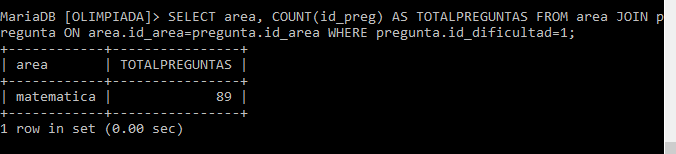 MariaDB [OLIMPIADA]> SELECT area, COUNT(id_preg) AS TOTALPREGUNTAS FROM area JOIN p
regunta ON area.id_area=pregunta.id_area WHERE pregunta.id_dificultad=1;
+------------+----------------+
| area       | TOTALPREGUNTAS |
+------------+----------------+
| matematica |             89 |
+------------+----------------+
1 row in set (0.00 sec)